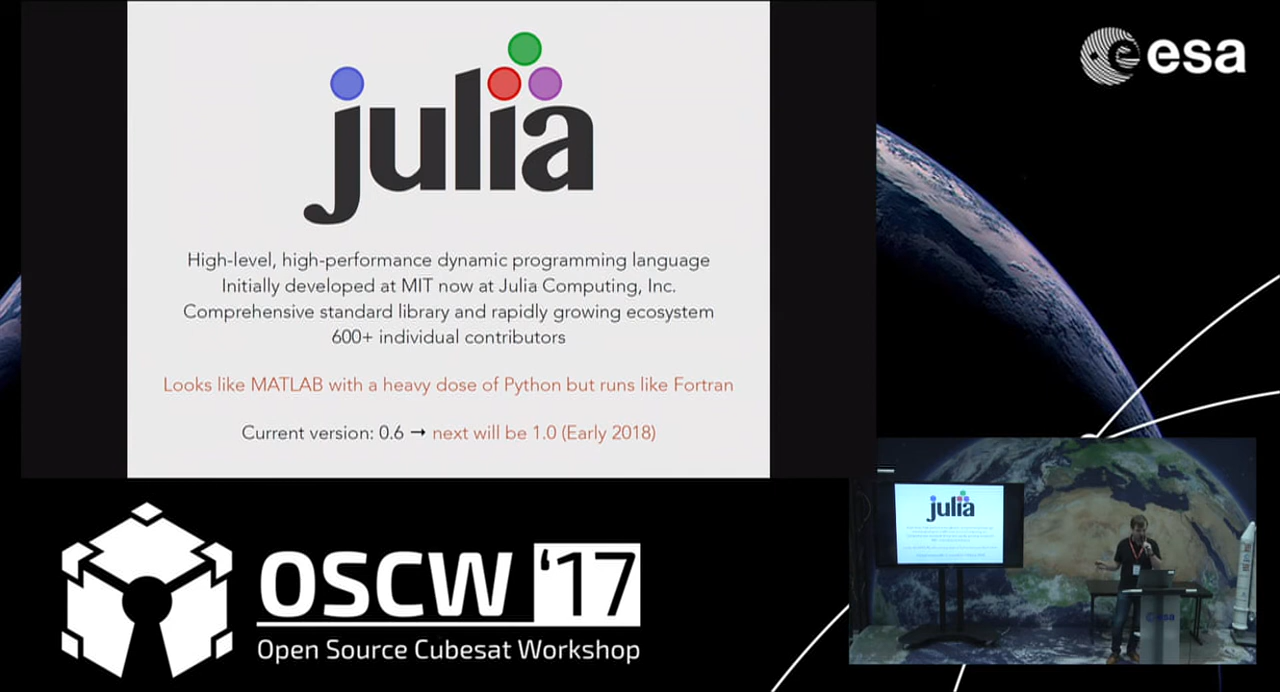 julia
High-level, high-performance dynamic programming language
Initially developed at MIT now at Julia Computing, Inc.
Comprehensive standard library and rapidly growing ecosystem
600+ individual contributors
Looks like MATLAB with a heavy dose of Python but runs like Fortran
Current version: 0.6 → next will be 1.0 (Early 2018)
esa
OSCW '17
Open Source Cubesat Workshop
julia
esa